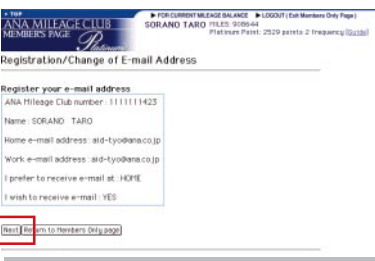 TOP
ANA MILEAGE CLUB
MEMBER'S PAGE
Platinum
FOR CURRENT MILEAGE BALANCE LOGOUT ( Exit Members Only Page )
SORANO TARO MILES: 908644
Platinum Point: 2529 points 2 frequency (Guide)
Registration/Change of E-mail Address
Register your e-mail address
ANA Mileage Club number : 1111111423
Name : SORANO TARO
Home e-mail address : aid-tyo@ana.co.jp
Work e-mail address : aid-tyo@ana.co.jp
I prefer to receive e-mail at : HOME
I wish to receive e-mail : YES
Next Return to Members Only page